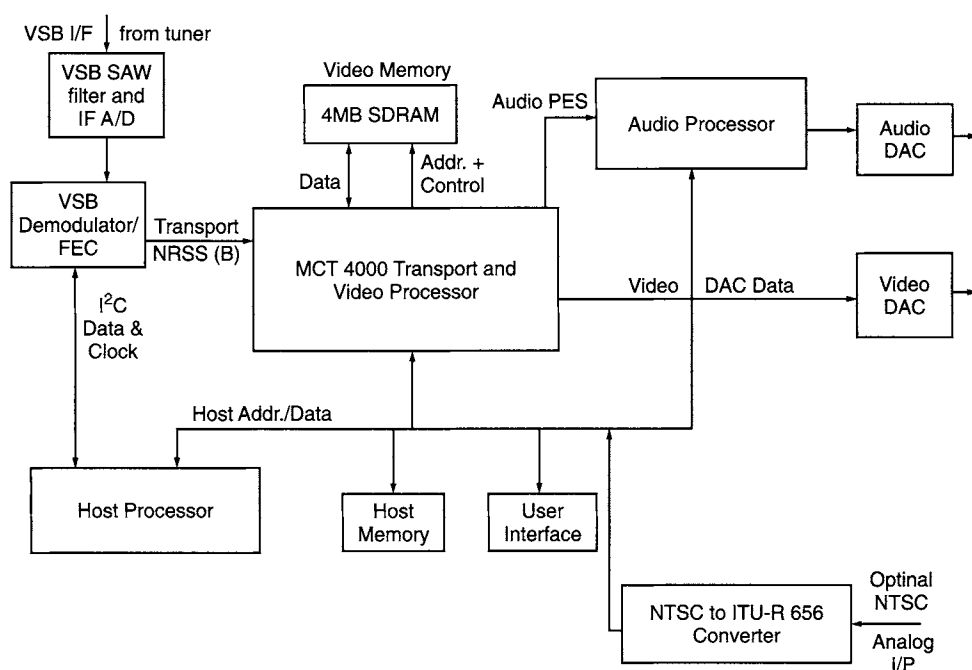 VSB I/F from tuner
VSB SAW
filter and
IF A/D
Video Memory
4MB SDRAM
Audio PES
Audio Processor
Audio
DAC
Data
Addr. +
Control
VSB
Demodulator/
FEC
Transport
NRSS (B)
MCT 4000 Transport and
Video Processor
Video DAC Data
Video
DAC
I²C
Data &
Clock
Host Addr./Data
Host Processor
Host
Memory
User
Interface
NTSC to ITU-R 656
Converter
Optinal
NTSC
Analog
i/P